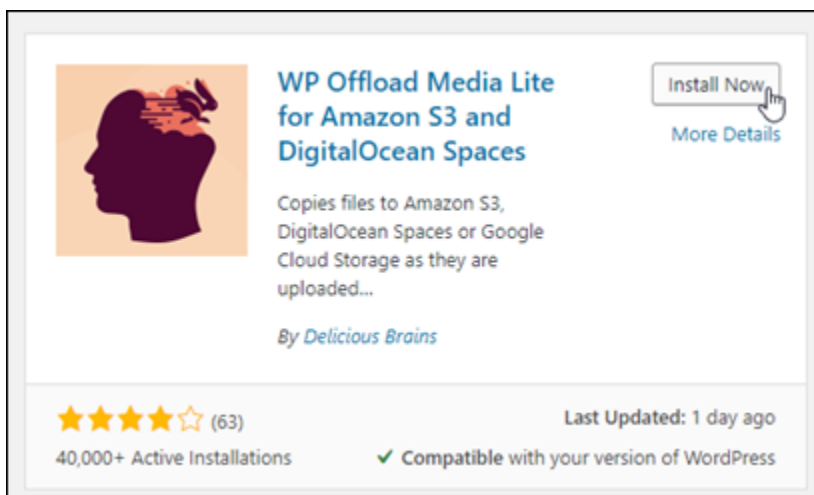 WP Offload Media Lite
for Amazon S3 and
DigitalOcean Spaces
Install Now
More Details
Copies files to Amazon S3,
DigitalOcean Spaces or Google
Cloud Storage as they are
uploaded...
By Delicious Brains
(63)
Last Updated: 1 day ago
40,000+ Active Installations
Compatible with your version of WordPress